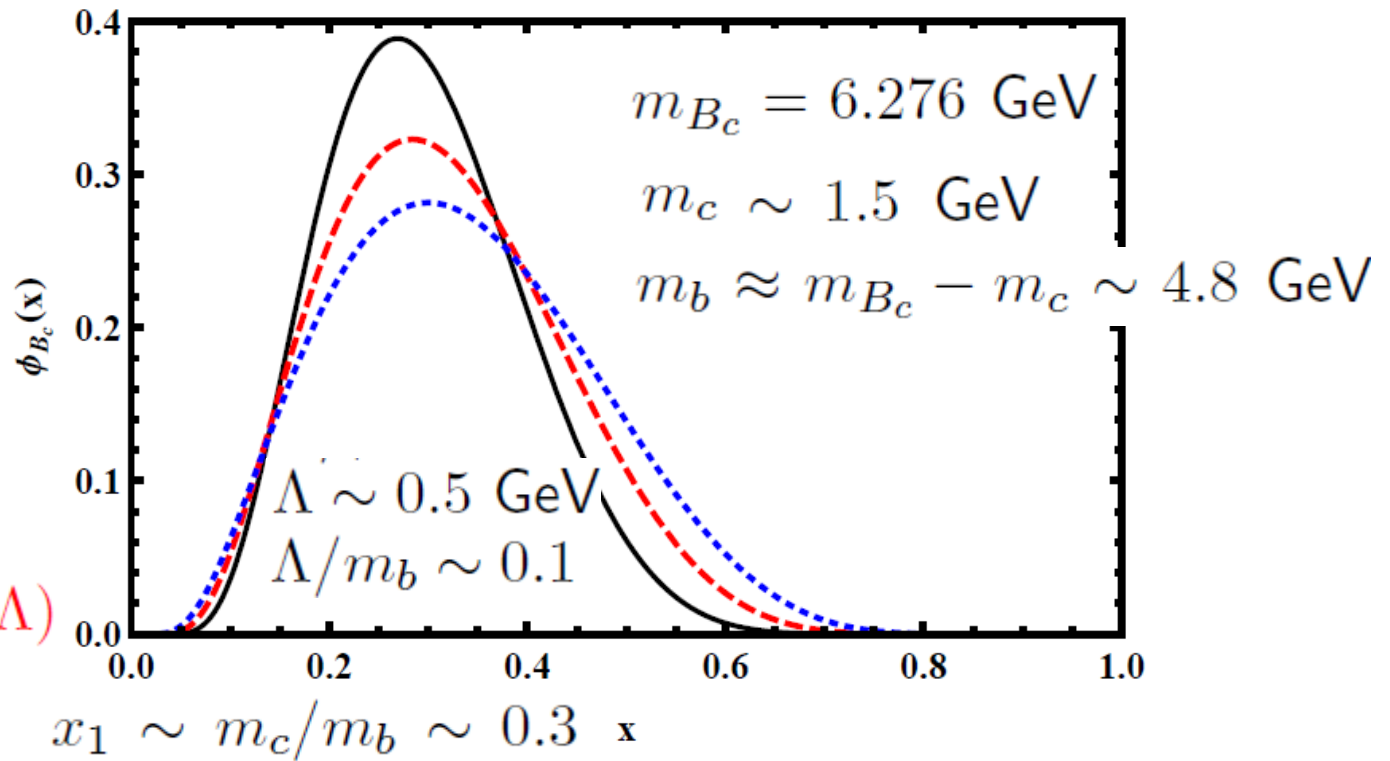 0.4
0.3
0.2
0.1
0.0
ϕ_{B_c}(x)
m_{B_c} = 6.276 GeV
m_c ∼ 1.5 GeV
m_b ≈ m_{B_c} − m_c ∼ 4.8 GeV
Λ ∼ 0.5 GeV
Λ/m_b ∼ 0.1
Λ)
0.0 0.2 0.4 0.6 0.8 1.0
x_1 ∼ m_c/m_b ∼ 0.3 x